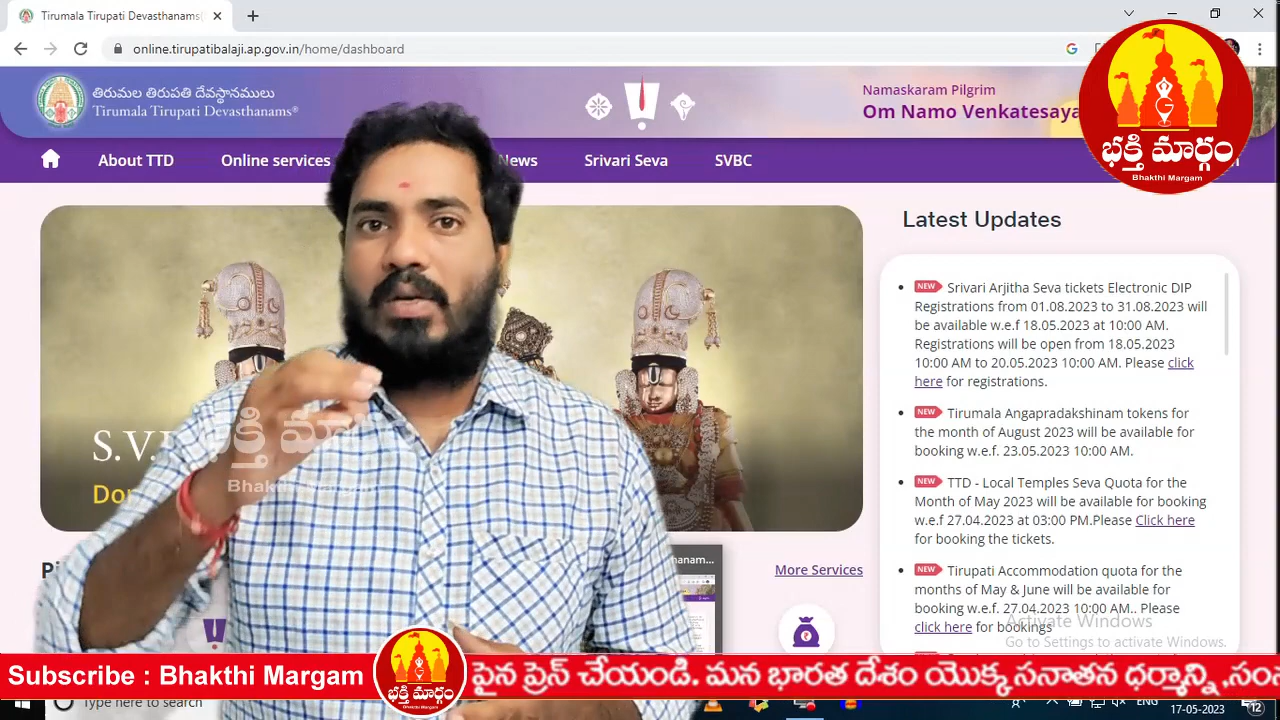 Tirumala Tirupati Devasthanams(
online.tirupatibalaji.ap.gov.in/home/dashboard
తిరుమల తిరుపతి దేవస్థానములు
Tirumala Tirupati Devasthanams®
Namaskaram Pilgrim
Om Namo Venkatesaya
భక్తి మార్గం
Bhakthi Margam
About TTD
Online services
News
Srivari Seva
SVBC
Latest Updates
NEW Srivari Arjitha Seva tickets Electronic DIP
Registrations from 01.08.2023 to 31.08.2023 will
be available w.e.f 18.05.2023 at 10:00 AM.
Registrations will be open from 18.05.2023
10:00 AM to 20.05.2023 10:00 AM. Please click
here for registrations.
NEW Tirumala Angapradakshinam tokens for
the month of August 2023 will be available for
booking w.e.f. 23.05.2023 10:00 AM.
NEW TTD - Local Temples Seva Quota for the
Month of May 2023 will be available for booking
w.e.f 27.04.2023 at 03:00 PM.Please Click here
for booking the tickets.
NEW Tirupati Accommodation quota for the
months of May & June will be available for
booking w.e.f. 27.04.2023 10:00 AM.. Please
click here for bookings
S.V.
భక్తి మార్గం
Bhakthi Margam
More Services
Activate Windows
Go to Settings to activate Windows.
Subscribe : Bhakthi Margam
భక్తి మార్గం
Bhakthi Margam
పైన ప్రెస్ చేయండి. మన భారతదేశం యొక్క సనాతన ధర్మాన్ని ,సం
Type here to search
ENG
17-05-2023
12